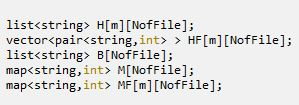 list<string> H[m][NofFile];
vector<pair<string,int> > HF[m][NofFile];
list<string> B[NofFile];
map<string,int> M[NofFile];
map<string,int> MF[m][NofFile];